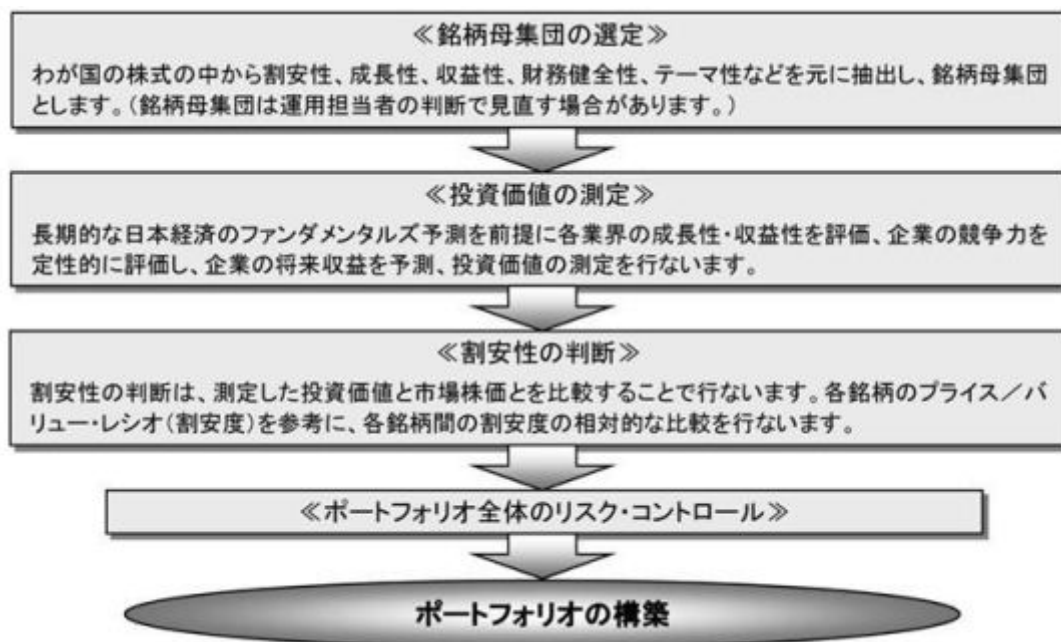 ≪銘柄母集団の選定≫
わが国の株式の中から割安性、成長性、収益性、財務健全性、テーマ性などを元に抽出し、銘柄母集団
とします。(銘柄母集団は運用担当者の判断で見直す場合があります。)
≪投資価値の測定≫
長期的な日本経済のファンダメンタルズ予測を前提に各業界の成長性・収益性を評価、企業の競争力を
定性的に評価し、企業の将来収益を予測、投資価値の測定を行ないます。
≪割安性の判断≫
割安性の判断は、測定した投資価値と市場株価とを比較することで行ないます。各銘柄のプライス/バ
リュー・レシオ(割安度)を参考に、各銘柄間の割安度の相対的な比較を行ないます。
≪ポートフォリオ全体のリスク・コントロール≫
ポートフォリオの構築